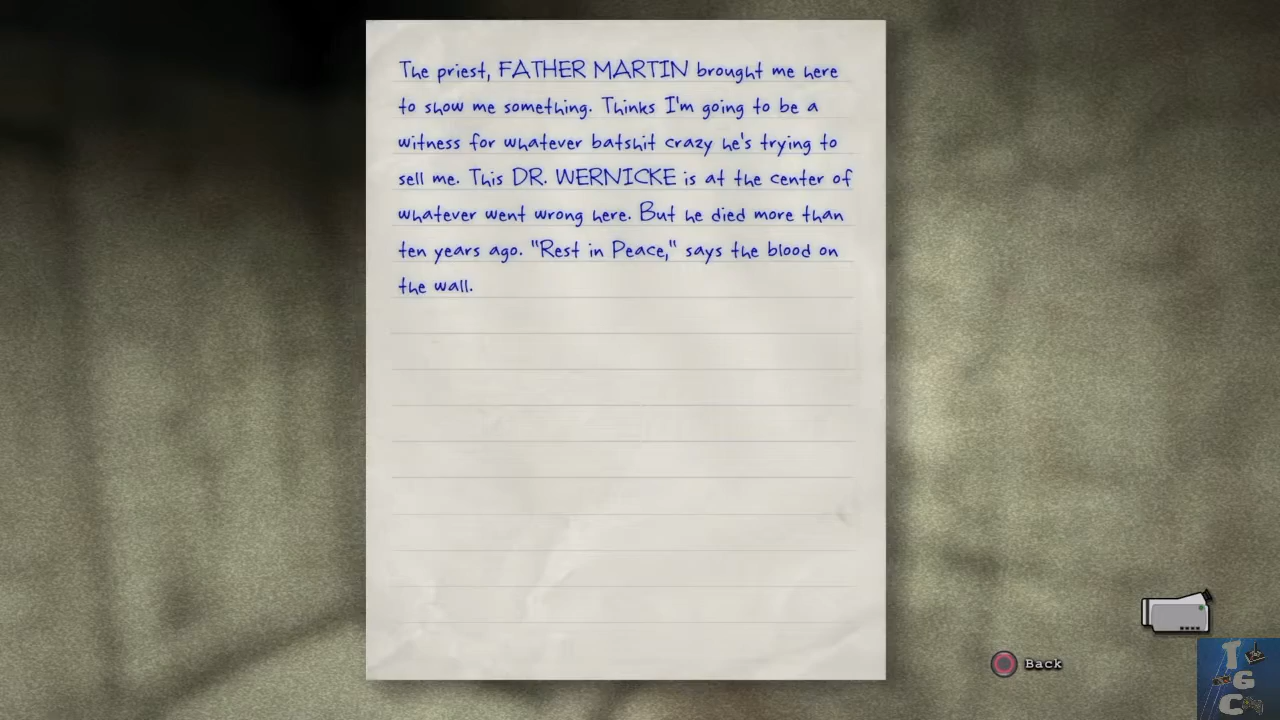 The priest, FATHER MARTIN brought me here
to show me something. Thinks I'm going to be a
witness for whatever batshit crazy he's trying to
sell me. This DR. WERNICKE is at the center of
whatever went wrong here. But he died more than
ten years ago. "Rest in Peace," says the blood on
the wall.
Back
I
G
C